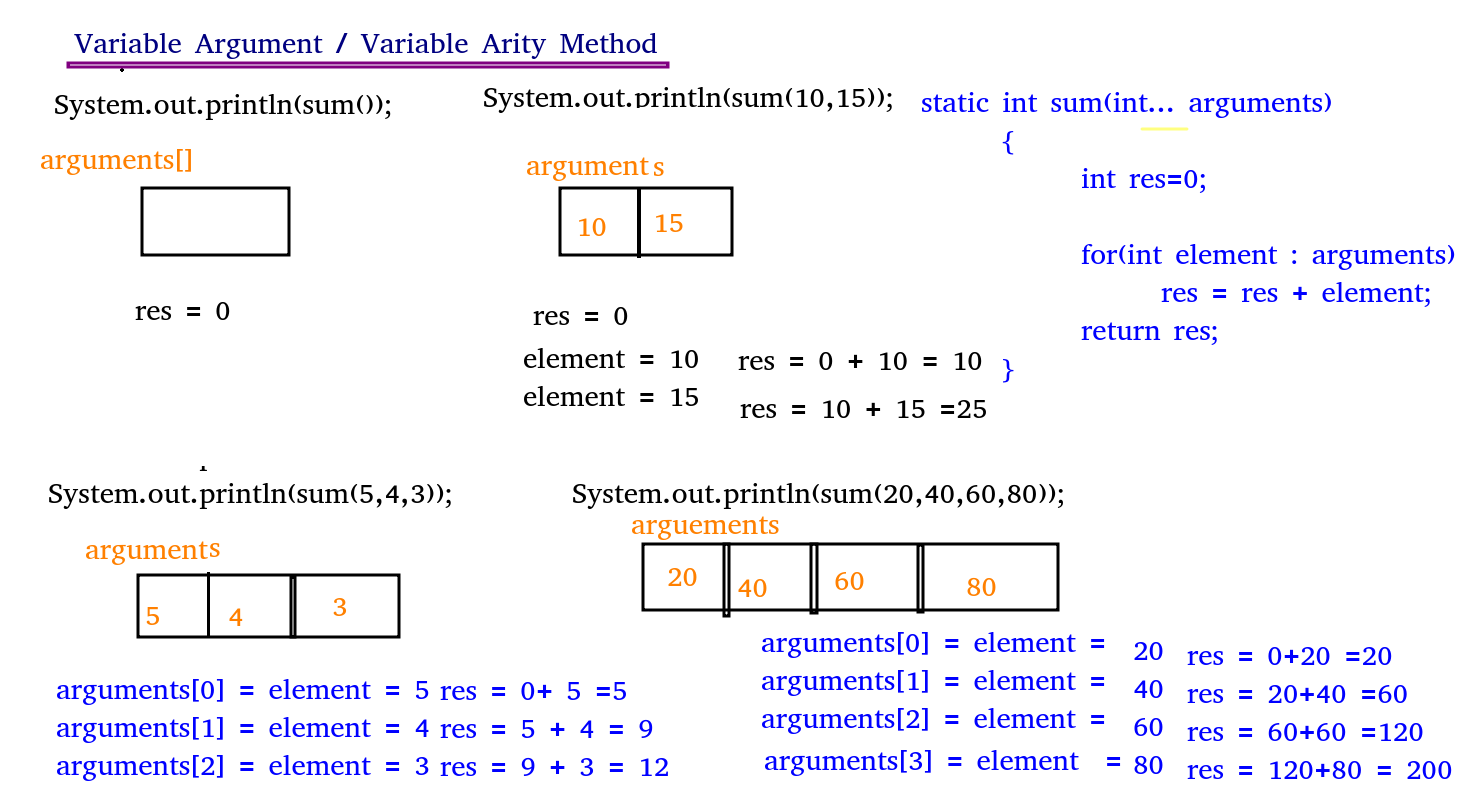 Variable Argument / Variable Arity Method
System.out.println(sum());
arguments[]
res = 0
System.out.println(sum(10,15));
arguments
10 15
res = 0
element = 10 res = 0 + 10 = 10
element = 15 res = 10 + 15 =25
static int sum(int... arguments)
{
int res=0;
for(int element : arguments)
res = res + element;
return res;
}
System.out.println(sum(5,4,3));
arguments
5 4 3
arguments[0] = element = 5 res = 0+ 5 =5
arguments[1] = element = 4 res = 5 + 4 = 9
arguments[2] = element = 3 res = 9 + 3 = 12
System.out.println(sum(20,40,60,80));
arguements
20 40 60 80
arguments[0] = element = 20 res = 0+20 =20
arguments[1] = element = 40 res = 20+40 =60
arguments[2] = element = 60 res = 60+60 =120
arguments[3] = element = 80 res = 120+80 = 200